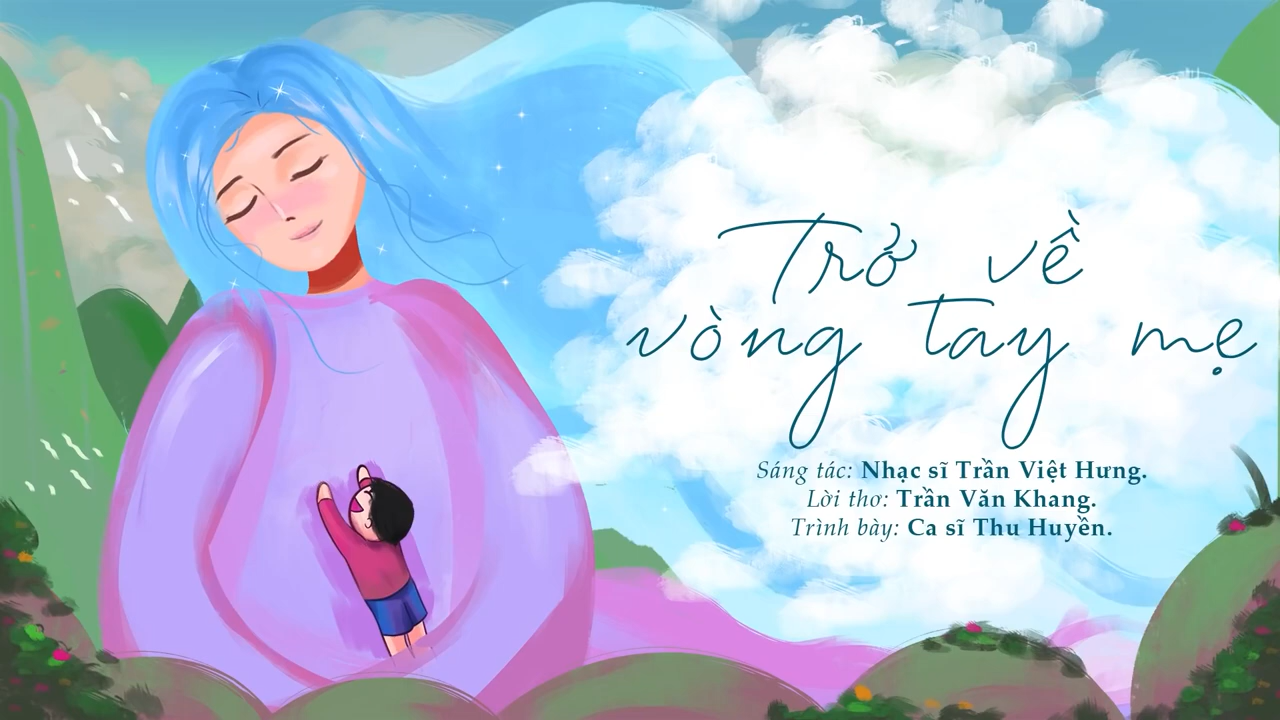 Trở về
vòng tay mẹ
Sáng tác: Nhạc sĩ Trần Việt Hưng.
Lời thơ: Trần Văn Khang.
Trình bày: Ca sĩ Thu Huyền.